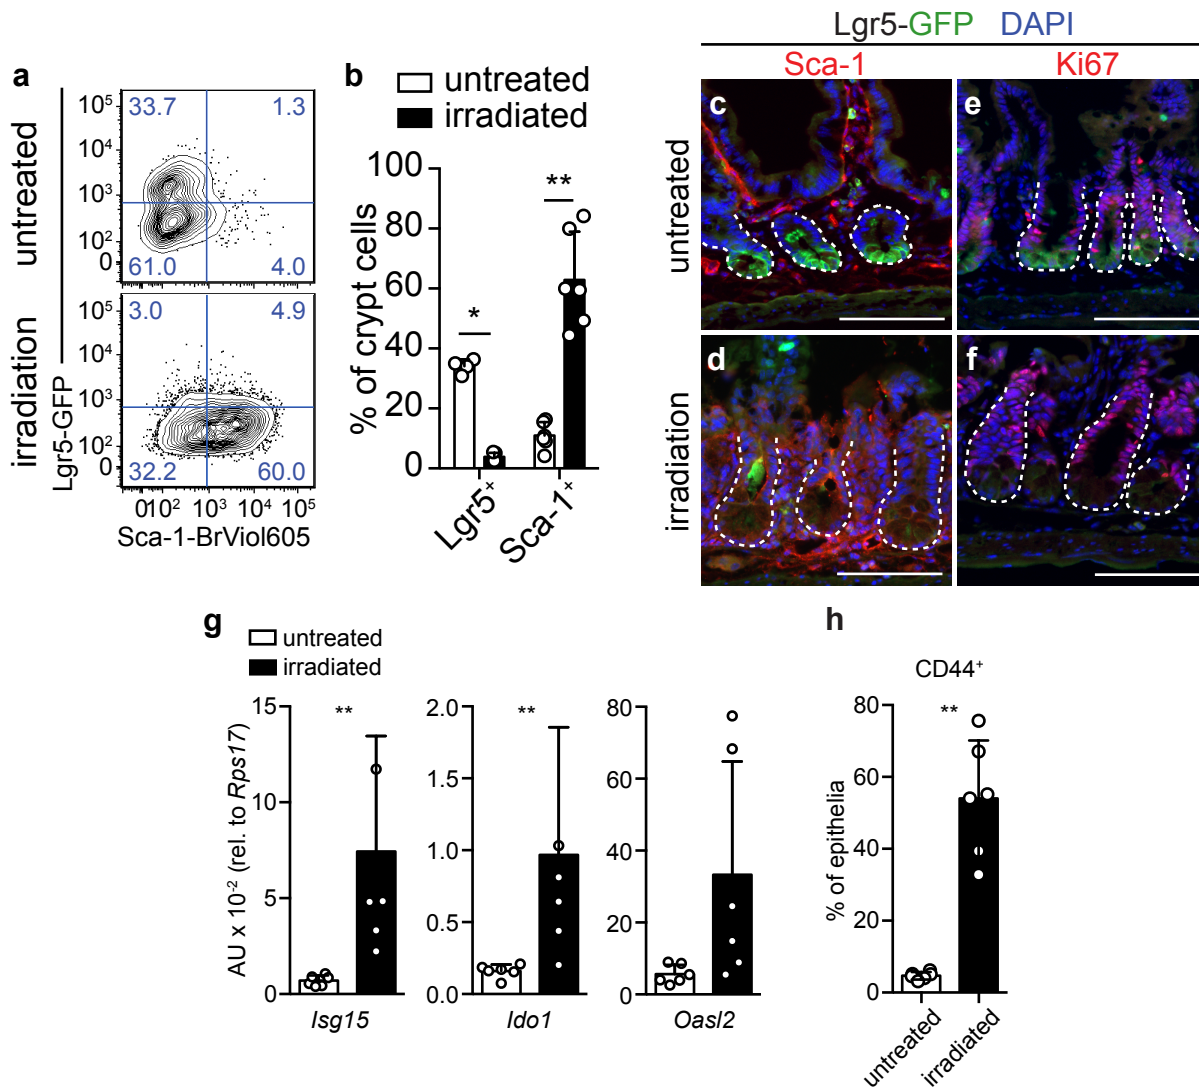 Lgr5-GFP DAPI
Sca-1
Ki67
a
untreated
irradiation
Lgr5-GFP
10⁵
10⁴
10³
10²
0
33.7
1.3
61.0
4.0
10⁵
10⁴
10³
10²
0
3.0
4.9
32.2
60.0
0 10² 10³ 10⁴ 10⁵
Sca-1-BrViol605
b
untreated
irradiated
% of crypt cells
100
80
60
40
20
0
*
**
Lgr5⁺
Sca-1⁺
untreated
irradiation
c
e
d
f
g
untreated
irradiated
AU x 10⁻² (rel. to Rps17)
15
10
5
0
**
Isg15
2.0
1.5
1.0
0.5
0.0
**
Ido1
80
60
40
20
0
Oasl2
h
CD44⁺
% of epithelia
80
60
40
20
0
**
untreated
irradiated